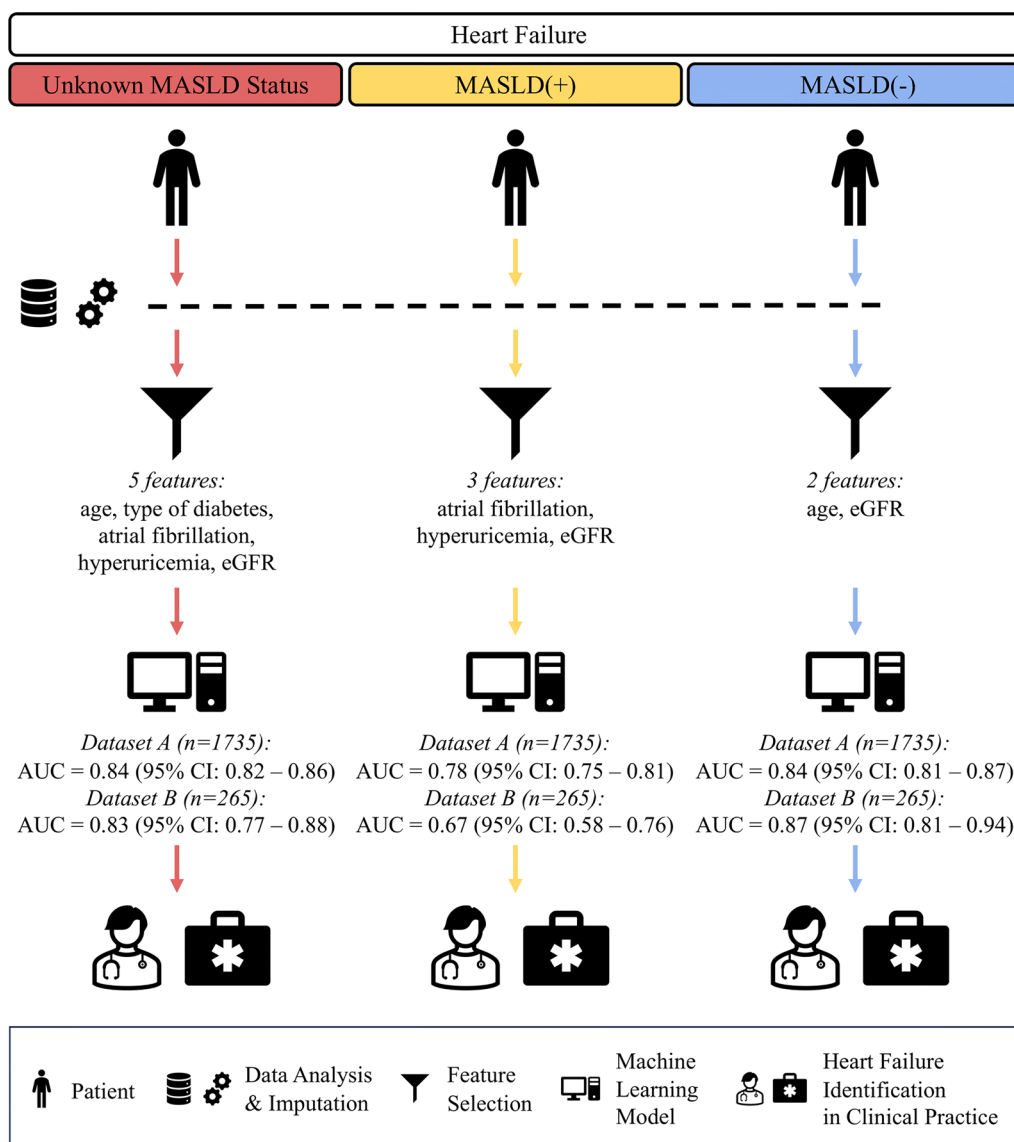 Heart Failure
Unknown MASLD Status
MASLD(+)
MASLD(-)
5 features:
age, type of diabetes,
atrial fibrillation,
hyperuricemia, eGFR
3 features:
atrial fibrillation,
hyperuricemia, eGFR
2 features:
age, eGFR
Dataset A (n=1735):
AUC = 0.84 (95% CI: 0.82 – 0.86)
Dataset B (n=265):
AUC = 0.83 (95% CI: 0.77 – 0.88)
Dataset A (n=1735):
AUC = 0.78 (95% CI: 0.75 – 0.81)
Dataset B (n=265):
AUC = 0.67 (95% CI: 0.58 – 0.76)
Dataset A (n=1735):
AUC = 0.84 (95% CI: 0.81 – 0.87)
Dataset B (n=265):
AUC = 0.87 (95% CI: 0.81 – 0.94)
Patient
Data Analysis
& Imputation
Feature
Selection
Machine
Learning
Model
Heart Failure
Identification
in Clinical Practice